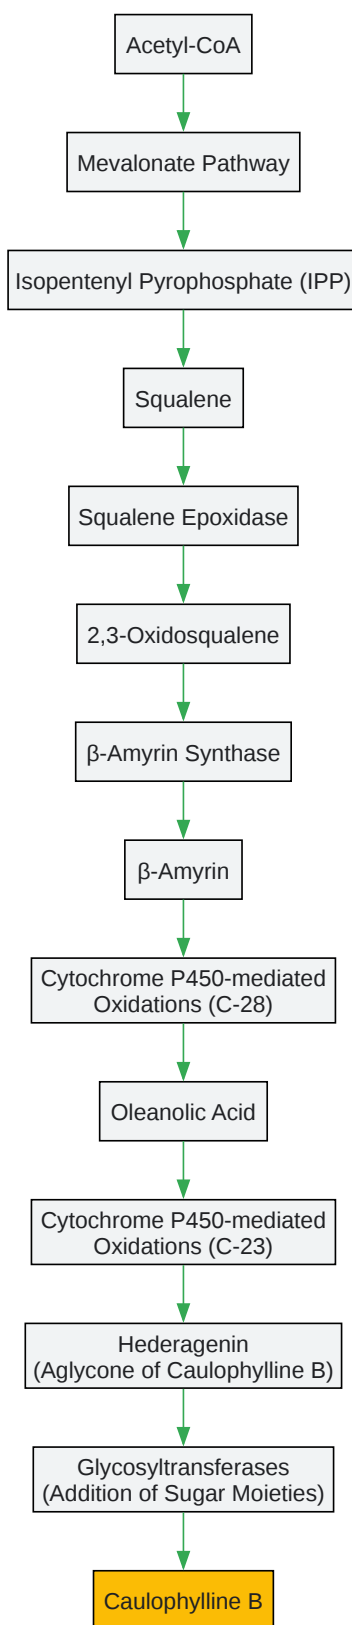 Acetyl-CoA
Mevalonate Pathway
Isopentenyl Pyrophosphate (IPP)
Squalene
Squalene Epoxidase
2,3-Oxidosqualene
β-Amyrin Synthase
β-Amyrin
Cytochrome P450-mediated
Oxidations (C-28)
Oleanolic Acid
Cytochrome P450-mediated
Oxidations (C-23)
Hederagenin
(Aglycone of Caulophylline B)
Glycosyltransferases
(Addition of Sugar Moieties)
Caulophylline B